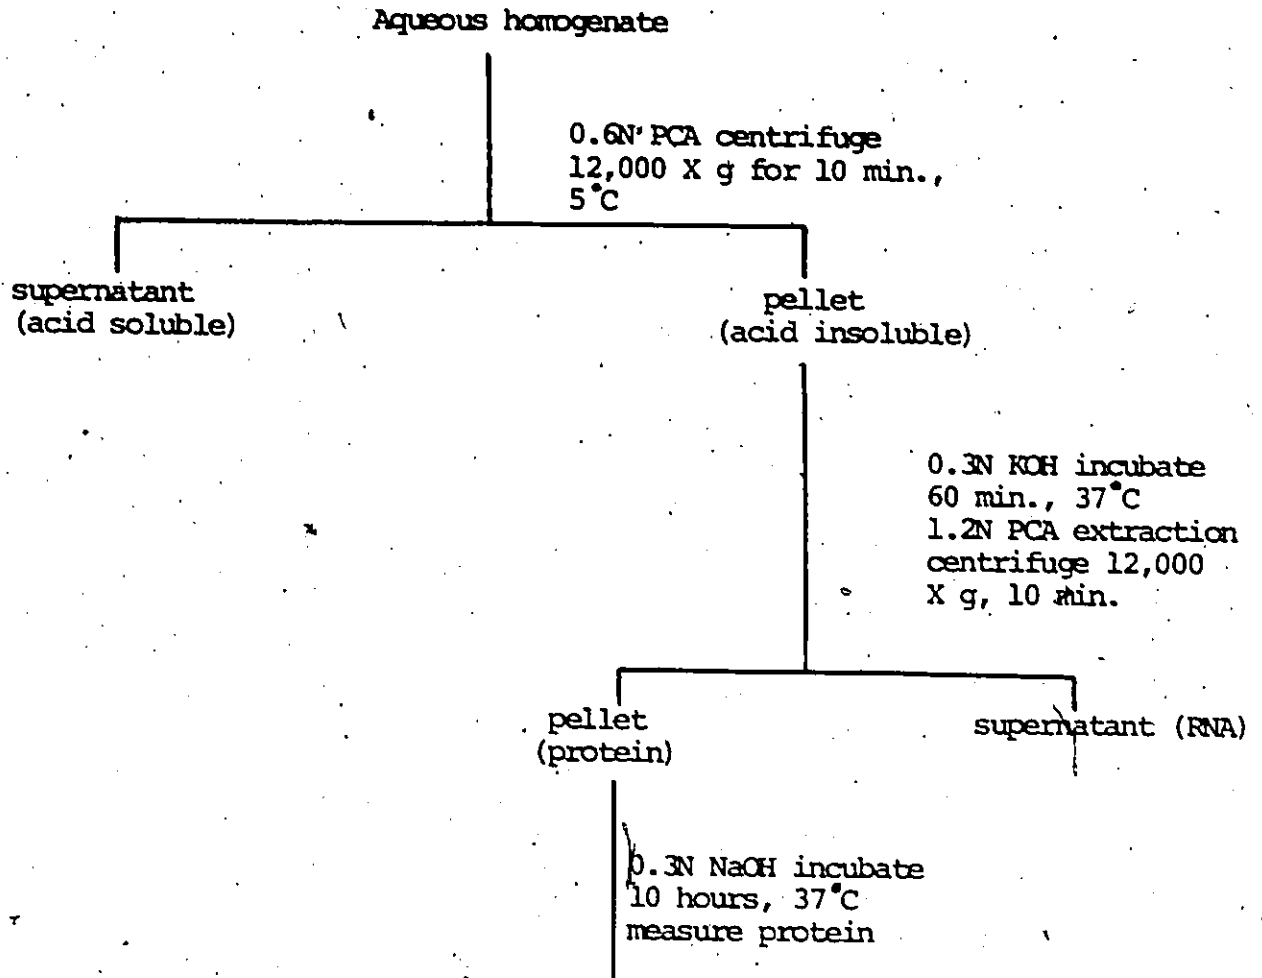 Aqueous homogenate
0.6N PCA centrifuge
12,000 X g for 10 min.,
5°C
supernatant
(acid soluble)
pellet
(acid insoluble)
0.3N KOH incubate
60 min., 37°C
1.2N PCA extraction
centrifuge 12,000
X g, 10 min.
pellet
(protein)
supernatant (RNA)
0.3N NaOH incubate
10 hours, 37°C
measure protein